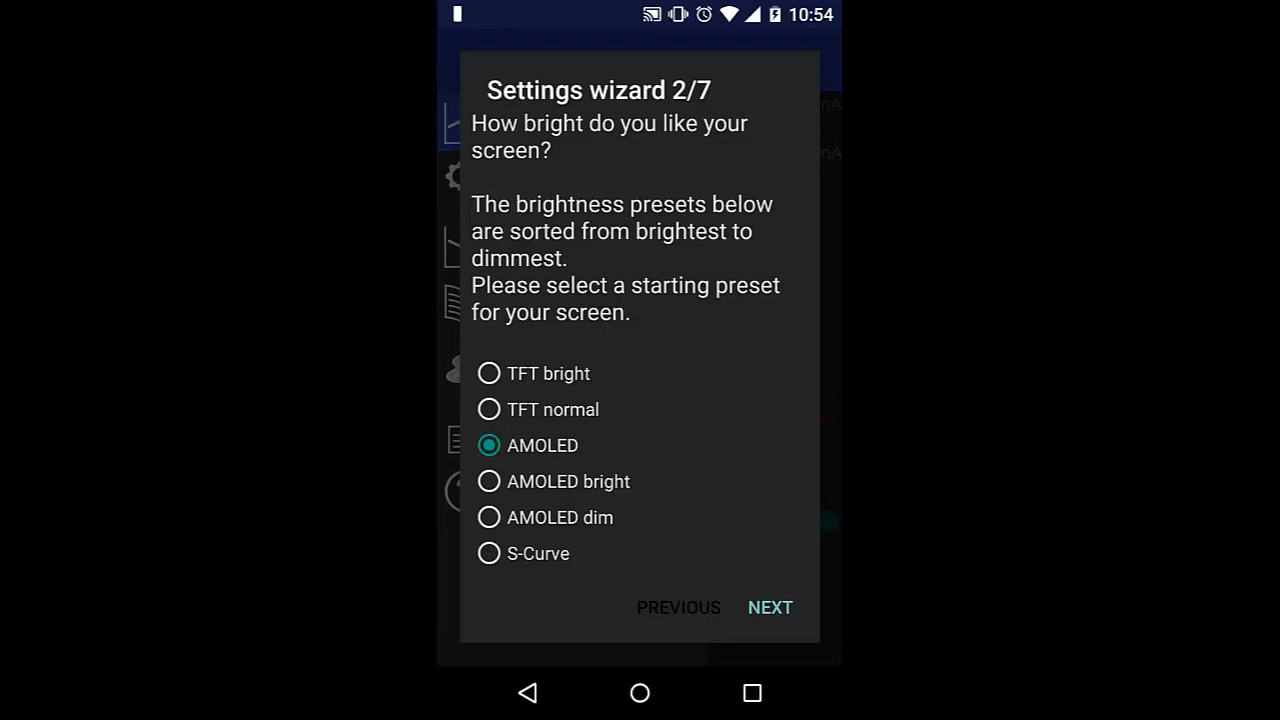 10:54
Settings wizard 2/7
How bright do you like your
screen?
The brightness presets below
are sorted from brightest to
dimmest.
Please select a starting preset
for your screen.
TFT bright
TFT normal
AMOLED
AMOLED bright
AMOLED dim
S-Curve
PREVIOUS NEXT